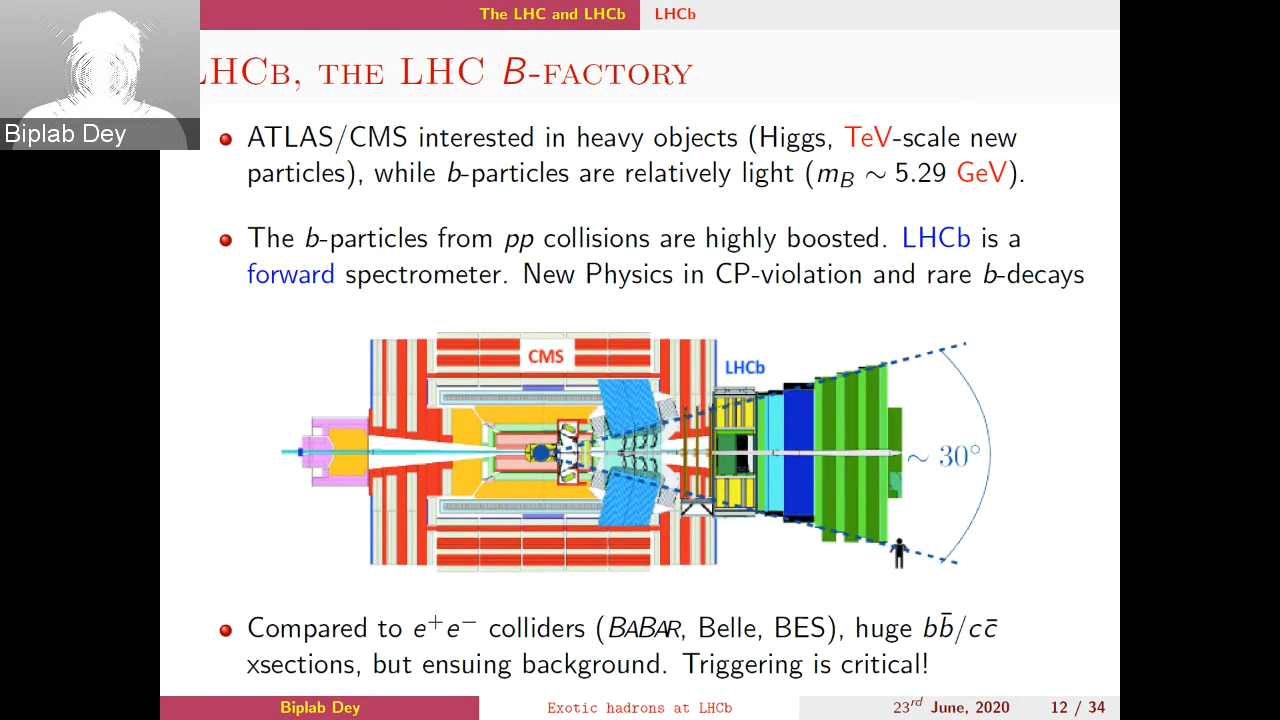 The LHC and LHCb LHCb
LHCb, the LHC B-factory
Biplab Dey
ATLAS/CMS interested in heavy objects (Higgs, TeV-scale new
particles), while b-particles are relatively light (m_B ∼ 5.29 GeV).
The b-particles from pp collisions are highly boosted. LHCb is a
forward spectrometer. New Physics in CP-violation and rare b-decays
CMS
LHCb
∼ 30°
Compared to e⁺e⁻ colliders (BABAR, Belle, BES), huge bb̄/cc̄
xsections, but ensuing background. Triggering is critical!
Biplab Dey Exotic hadrons at LHCb 23rd June, 2020 12 / 34